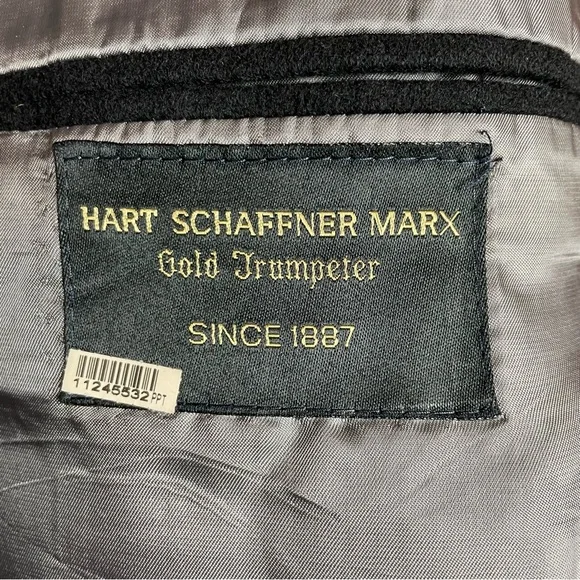 HART SCHAFFNER MARX
Gold Trumpeter
SINCE 1887
11245532 PPT